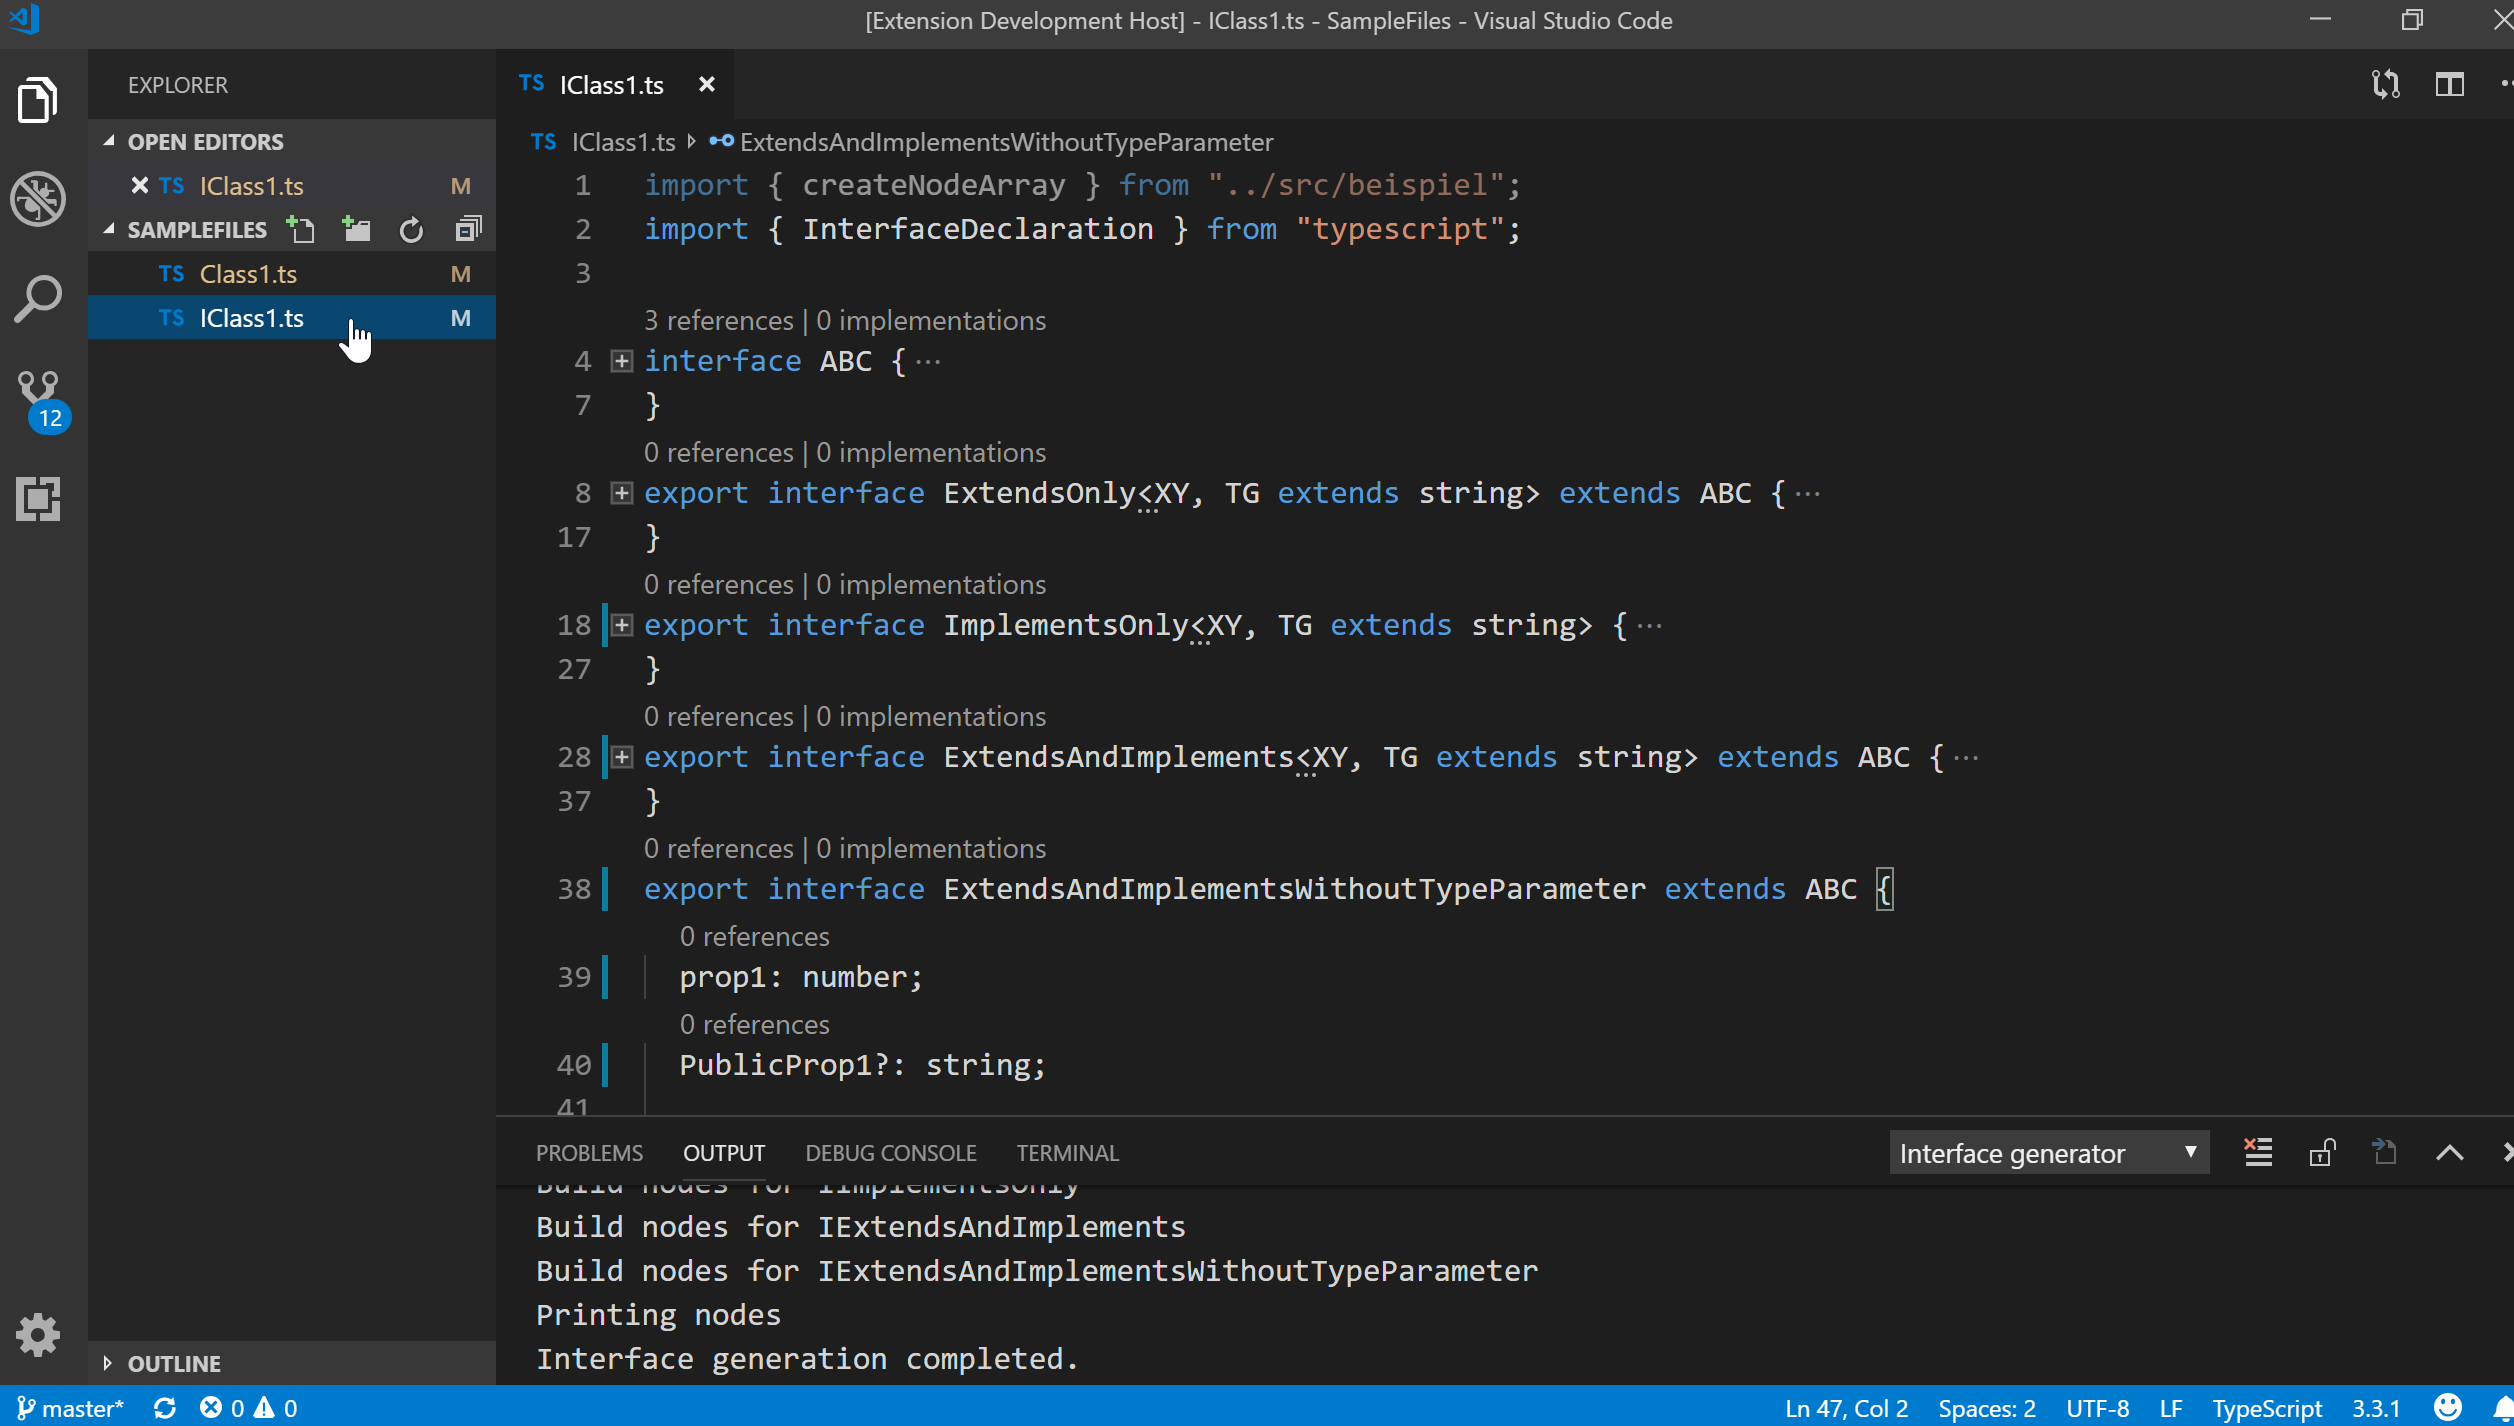 [Extension Development Host] - IClass1.ts - SampleFiles - Visual Studio Code
EXPLORER
OPEN EDITORS
TS IClass1.ts M
SAMPLEFILES
TS Class1.ts M
TS IClass1.ts M
12
OUTLINE
TS IClass1.ts
TS IClass1.ts ExtendsAndImplementsWithoutTypeParameter
1 import { createNodeArray } from "../src/beispiel";
2 import { InterfaceDeclaration } from "typescript";
3
3 references | 0 implementations
4 interface ABC { ···
7 }
0 references | 0 implementations
8 export interface ExtendsOnly<XY, TG extends string> extends ABC { ···
17 }
0 references | 0 implementations
18 export interface ImplementsOnly<XY, TG extends string> { ···
27 }
0 references | 0 implementations
28 export interface ExtendsAndImplements<XY, TG extends string> extends ABC { ···
37 }
0 references | 0 implementations
38 export interface ExtendsAndImplementsWithoutTypeParameter extends ABC {
0 references
39 prop1: number;
0 references
40 PublicProp1?: string;
41
PROBLEMS OUTPUT DEBUG CONSOLE TERMINAL Interface generator
Build nodes for IImplementsOnly
Build nodes for IExtendsAndImplements
Build nodes for IExtendsAndImplementsWithoutTypeParameter
Printing nodes
Interface generation completed.
master* 0 0 Ln 47, Col 2 Spaces: 2 UTF-8 LF TypeScript 3.3.1